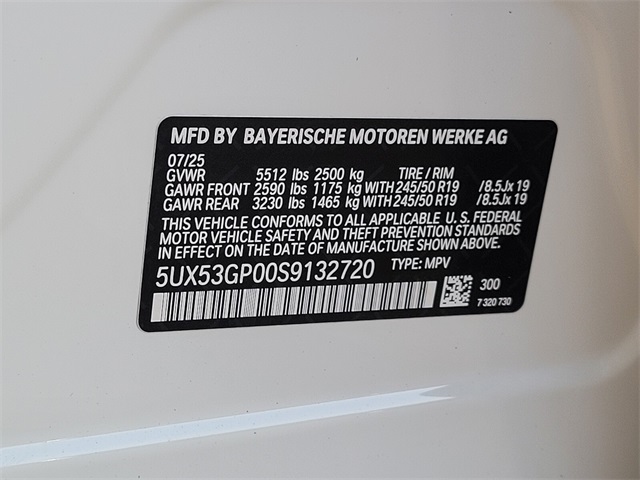 MFD BY BAYERISCHE MOTOREN WERKE AG
07/25
GVWR 5512 lbs 2500 kg TIRE / RIM
GAWR FRONT 2590 lbs 1175 kg WITH 245/50 R19 /8.5Jx19
GAWR REAR 3230 lbs 1465 kg WITH 245/50 R19 /8.5Jx19
THIS VEHICLE CONFORMS TO ALL APPLICABLE U. S. FEDERAL
MOTOR VEHICLE SAFETY AND THEFT PREVENTION STANDARDS
IN EFFECT ON THE DATE OF MANUFACTURE SHOWN ABOVE.
5UX53GP00S9132720 TYPE: MPV
300
7 320 730